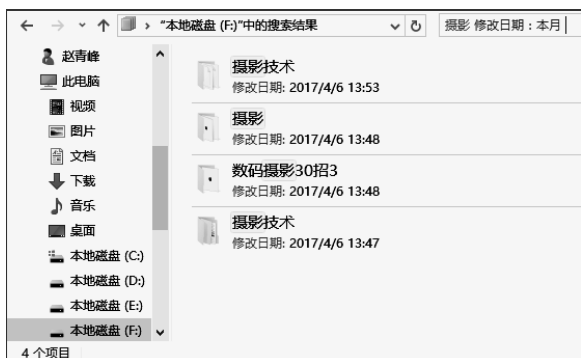 “本地磁盘 (F:)”中的搜索结果
摄影 修改日期：本月
赵青峰
此电脑
视频
图片
文档
下载
音乐
桌面
本地磁盘 (C:)
本地磁盘 (D:)
本地磁盘 (E:)
本地磁盘 (F:)
摄影技术
修改日期: 2017/4/6 13:53
摄影
修改日期: 2017/4/6 13:48
数码摄影30招3
修改日期: 2017/4/6 13:48
摄影技术
修改日期: 2017/4/6 13:47
4 个项目